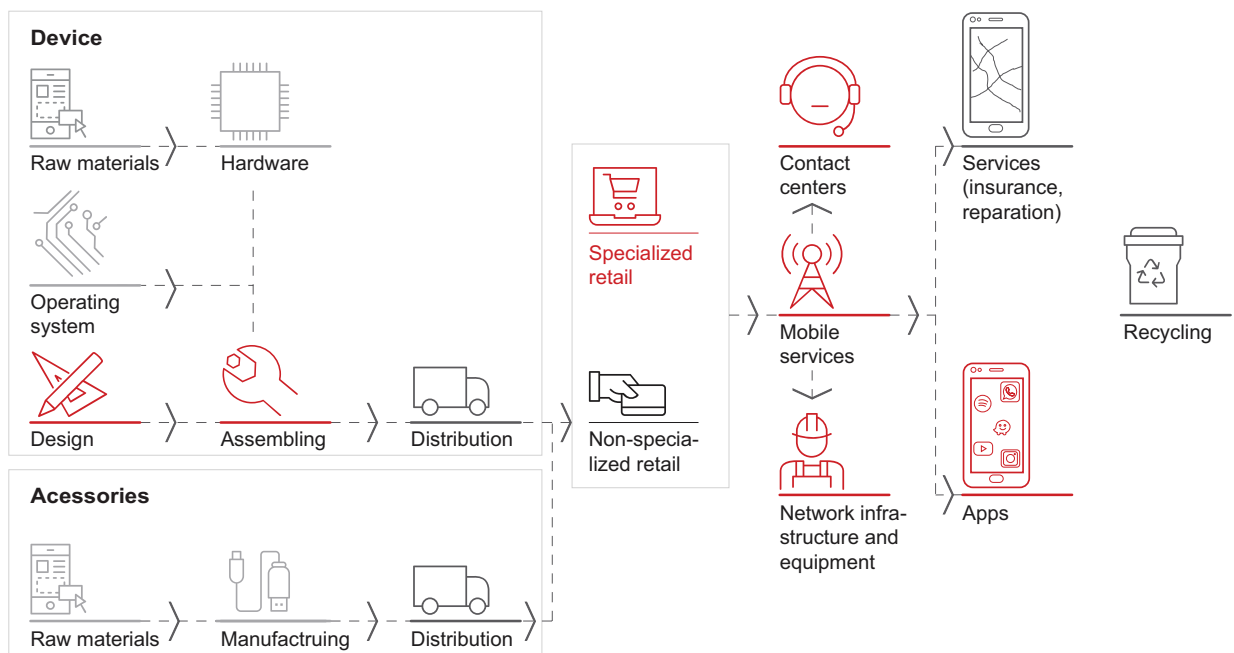 Device
Raw materials
Hardware
Operating
system
Design
Assembling
Distribution
Acessories
Raw materials
Manufactruing
Distribution
Specialized
retail
Non-specia-
lized retail
Contact
centers
Mobile
services
Network infra-
structure and
equipment
Services
(insurance,
reparation)
Apps
Recycling